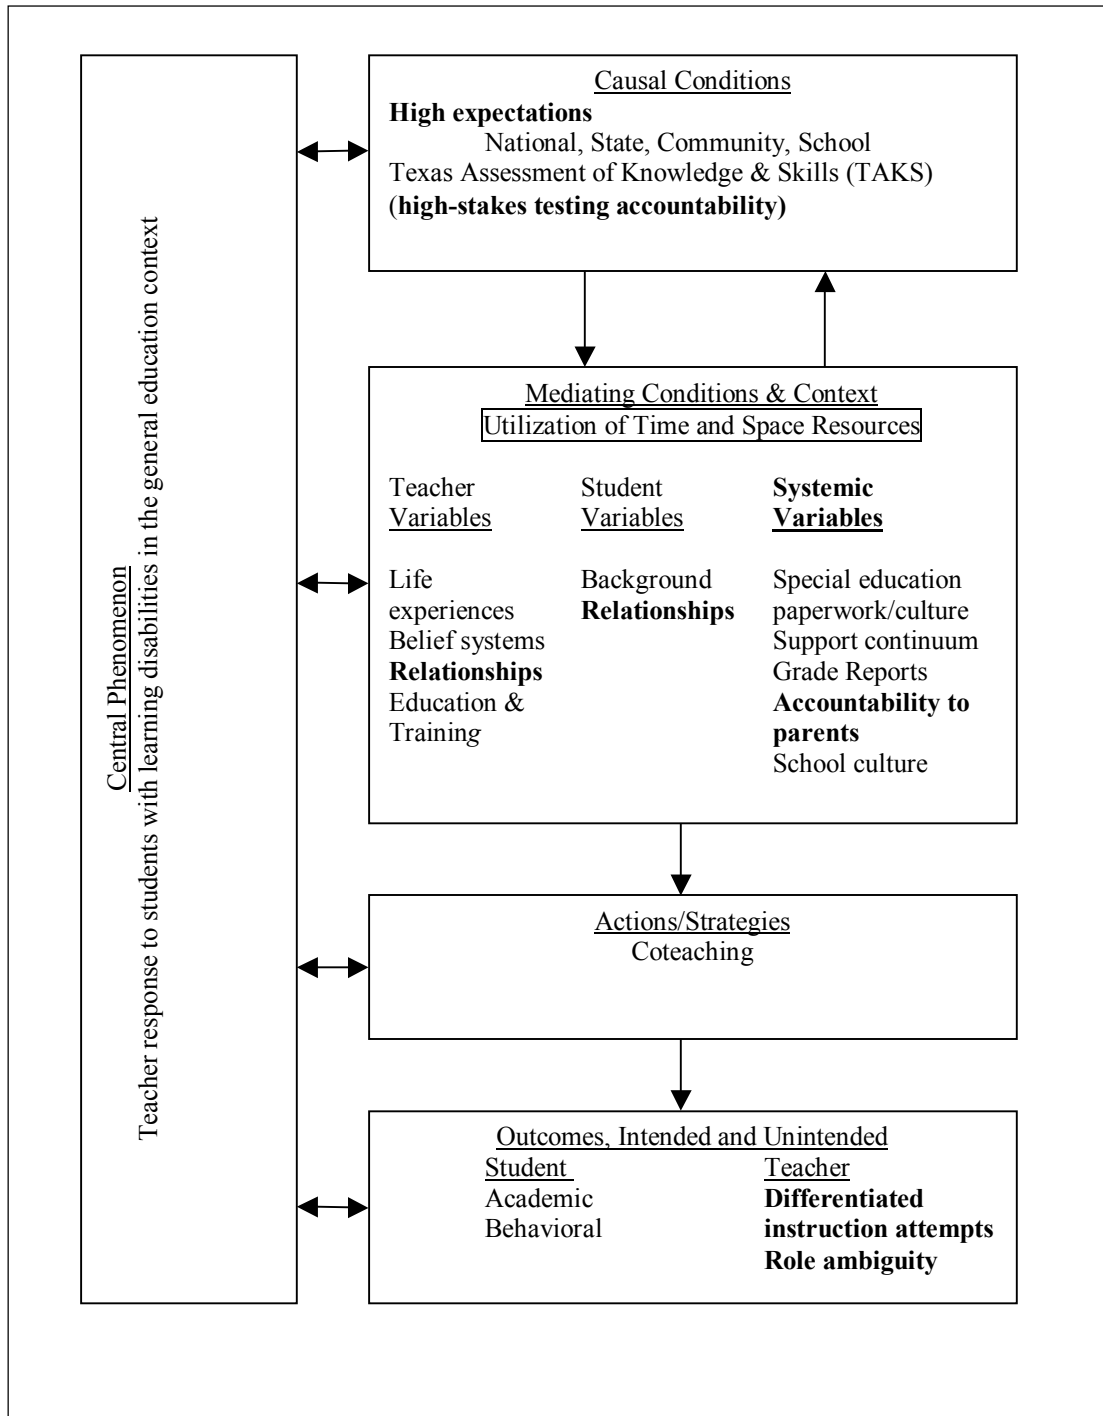 Central Phenomenon
Teacher response to students with learning disabilities in the general education context
Causal Conditions
High expectations
National, State, Community, School
Texas Assessment of Knowledge & Skills (TAKS)
(high-stakes testing accountability)
Mediating Conditions & Context
Utilization of Time and Space Resources
Teacher
Variables
Life
experiences
Belief systems
Relationships
Education &
Training
Student
Variables
Background
Relationships
Systemic
Variables
Special education
paperwork/culture
Support continuum
Grade Reports
Accountability to
parents
School culture
Actions/Strategies
Coteaching
Outcomes, Intended and Unintended
Student
Academic
Behavioral
Teacher
Differentiated
instruction attempts
Role ambiguity